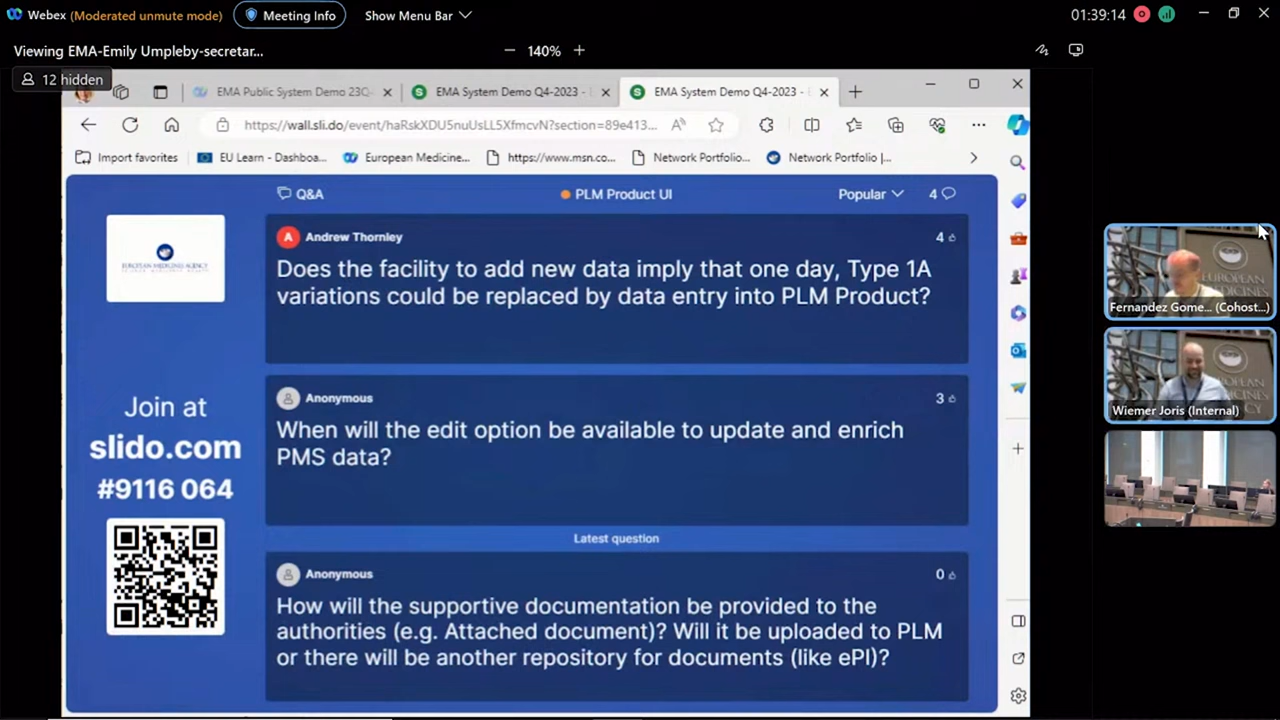 Webex
(Moderated unmute mode)
Meeting Info
Show Menu Bar
01:39:14
Viewing EMA-Emily Umpleby-secretar...
140%
12 hidden
EMA Public System Demo 23Q-
EMA System Demo Q4-2023 -
EMA System Demo Q4-2023 -
https://wall.sli.do/event/haRskXDU5nuUsLL5XfmcvN?section=89e413...
Import favorites
EU Learn - Dashboa...
European Medicine...
https://www.msn.co...
Network Portfolio...
Network Portfolio |...
Q&A
PLM Product UI
Popular
4
EUROPEAN MEDICINES AGENCY
Join at
slido.com
#9116 064
A Andrew Thornley
4
Does the facility to add new data imply that one day, Type 1A
variations could be replaced by data entry into PLM Product?
Anonymous
3
When will the edit option be available to update and enrich
PMS data?
Latest question
Anonymous
0
How will the supportive documentation be provided to the
authorities (e.g. Attached document)? Will it be uploaded to PLM
or there will be another repository for documents (like ePI)?
Fernandez Gome... (Cohost...)
Wiemer Joris (Internal)